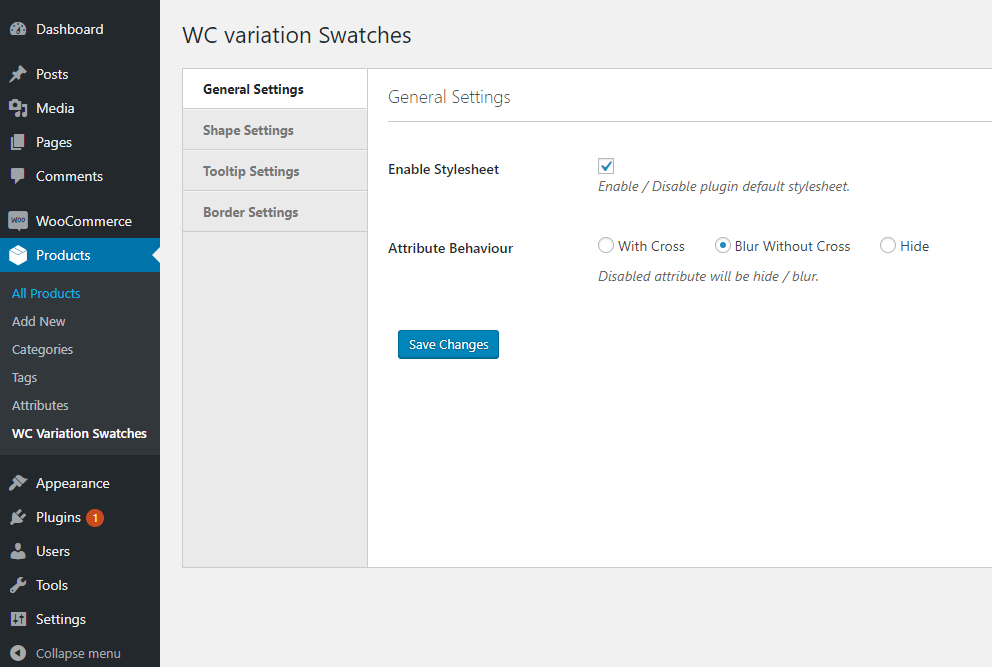 Dashboard
Posts
Media
Pages
Comments
WOO WooCommerce
Products
All Products
Add New
Categories
Tags
Attributes
WC Variation Swatches
Appearance
Plugins 1
Users
Tools
Settings
Collapse menu
WC variation Swatches
General Settings
Shape Settings
Tooltip Settings
Border Settings
General Settings
Enable Stylesheet
Enable / Disable plugin default stylesheet.
Attribute Behaviour
With Cross Blur Without Cross Hide
Disabled attribute will be hide / blur.
Save Changes